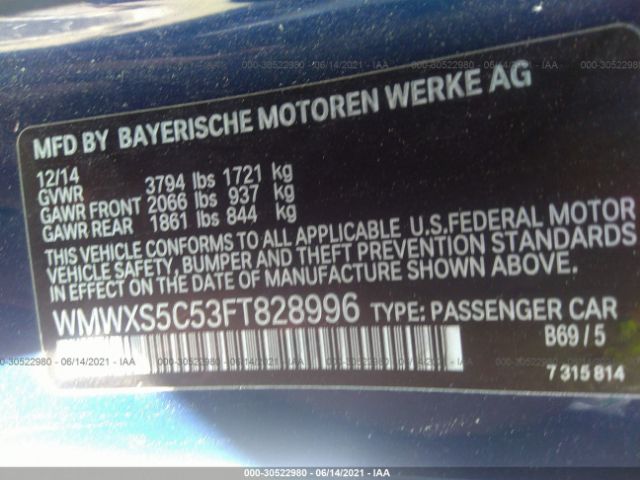 000-30522980 - 06/14/2021 - IAA
MFD BY BAYERISCHE MOTOREN WERKE AG
12/14
GVWR 3794 lbs 1721 kg
GAWR FRONT 2066 lbs 937 kg
GAWR REAR 1861 lbs 844 kg
THIS VEHICLE CONFORMS TO ALL APPLICABLE U.S.FEDERAL MOTOR
VEHICLE SAFETY, BUMPER AND THEFT PREVENTION STANDARDS
IN EFFECT ON THE DATE OF MANUFACTURE SHOWN ABOVE.
WMWXS5C53FT828996 TYPE: PASSENGER CAR
B69 / 5
7 315 814
000-30522980 - 06/14/2021 - IAA